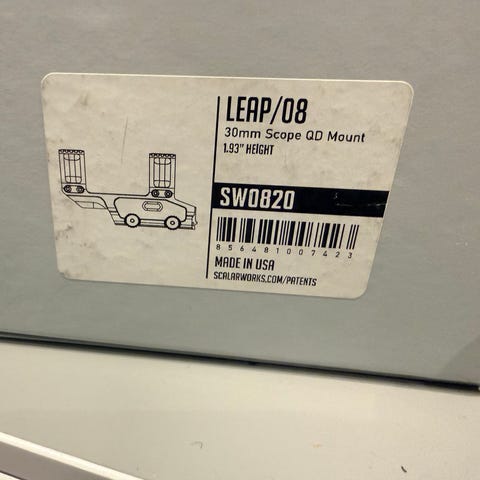 LEAP/08
30mm Scope QD Mount
1.93" HEIGHT
SW0820
856481007423
MADE IN USA
SCALARWORKS.COM/PATENTS